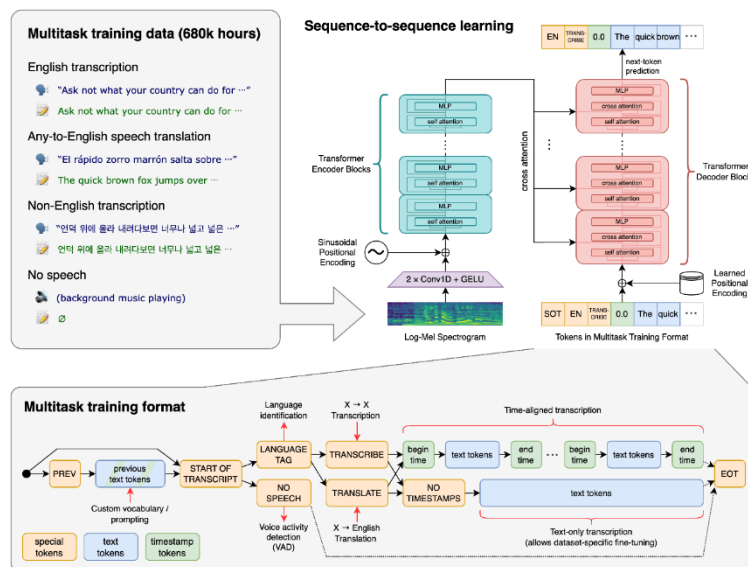 Multitask training data (680k hours)
English transcription
“Ask not what your country can do for ⋯”
Ask not what your country can do for ⋯
Any-to-English speech translation
“El rápido zorro marrón salta sobre ⋯”
The quick brown fox jumps over ⋯
Non-English transcription
“언덕 위에 올라 내려다보면 너무나 넓고 넓은 ⋯”
언덕 위에 올라 내려다보면 너무나 넓고 넓은 ⋯
No speech
(background music playing)
∅
Sequence-to-sequence learning
EN
TRANS-
CRIBE
0.0
The
quick
brown
⋯
next-token
prediction
MLP
self attention
⋮
MLP
self attention
MLP
self attention
Transformer
Encoder Blocks
Sinusoidal
Positional
Encoding
2 × Conv1D + GELU
Log-Mel Spectrogram
cross attention
MLP
cross attention
self attention
⋮
MLP
cross attention
self attention
MLP
cross attention
self attention
Transformer
Decoder Blocks
Learned
Positional
Encoding
SOT
EN
TRANS-
CRIBE
0.0
The
quick
⋯
Tokens in Multitask Training Format
Multitask training format
Language
identification
X → X
Transcription
Time-aligned transcription
LANGUAGE
TAG
TRANSCRIBE
begin
time
text tokens
end
time
⋯
begin
time
text tokens
end
time
PREV
previous
text tokens
START OF
TRANSCRIPT
EOT
NO
SPEECH
TRANSLATE
NO
TIMESTAMPS
text tokens
Custom vocabulary /
prompting
Voice activity
detection
(VAD)
X → English
Translation
Text-only transcription
(allows dataset-specific fine-tuning)
special
tokens
text
tokens
timestamp
tokens